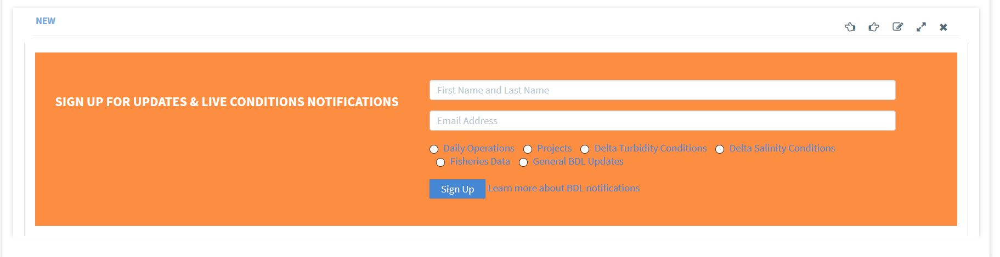 NEW
SIGN UP FOR UPDATES & LIVE CONDITIONS NOTIFICATIONS
First Name and Last Name
Email Address
Daily Operations Projects Delta Turbidity Conditions Delta Salinity Conditions
Fisheries Data General BDL Updates
Sign Up Learn more about BDL notifications